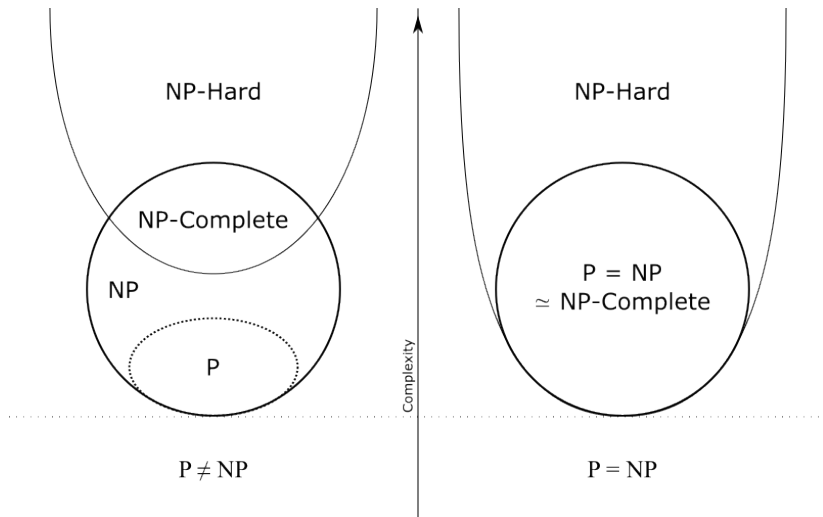 NP-Hard
NP-Complete
NP
P
P ≠ NP
Complexity
NP-Hard
P = NP
≃ NP-Complete
P = NP